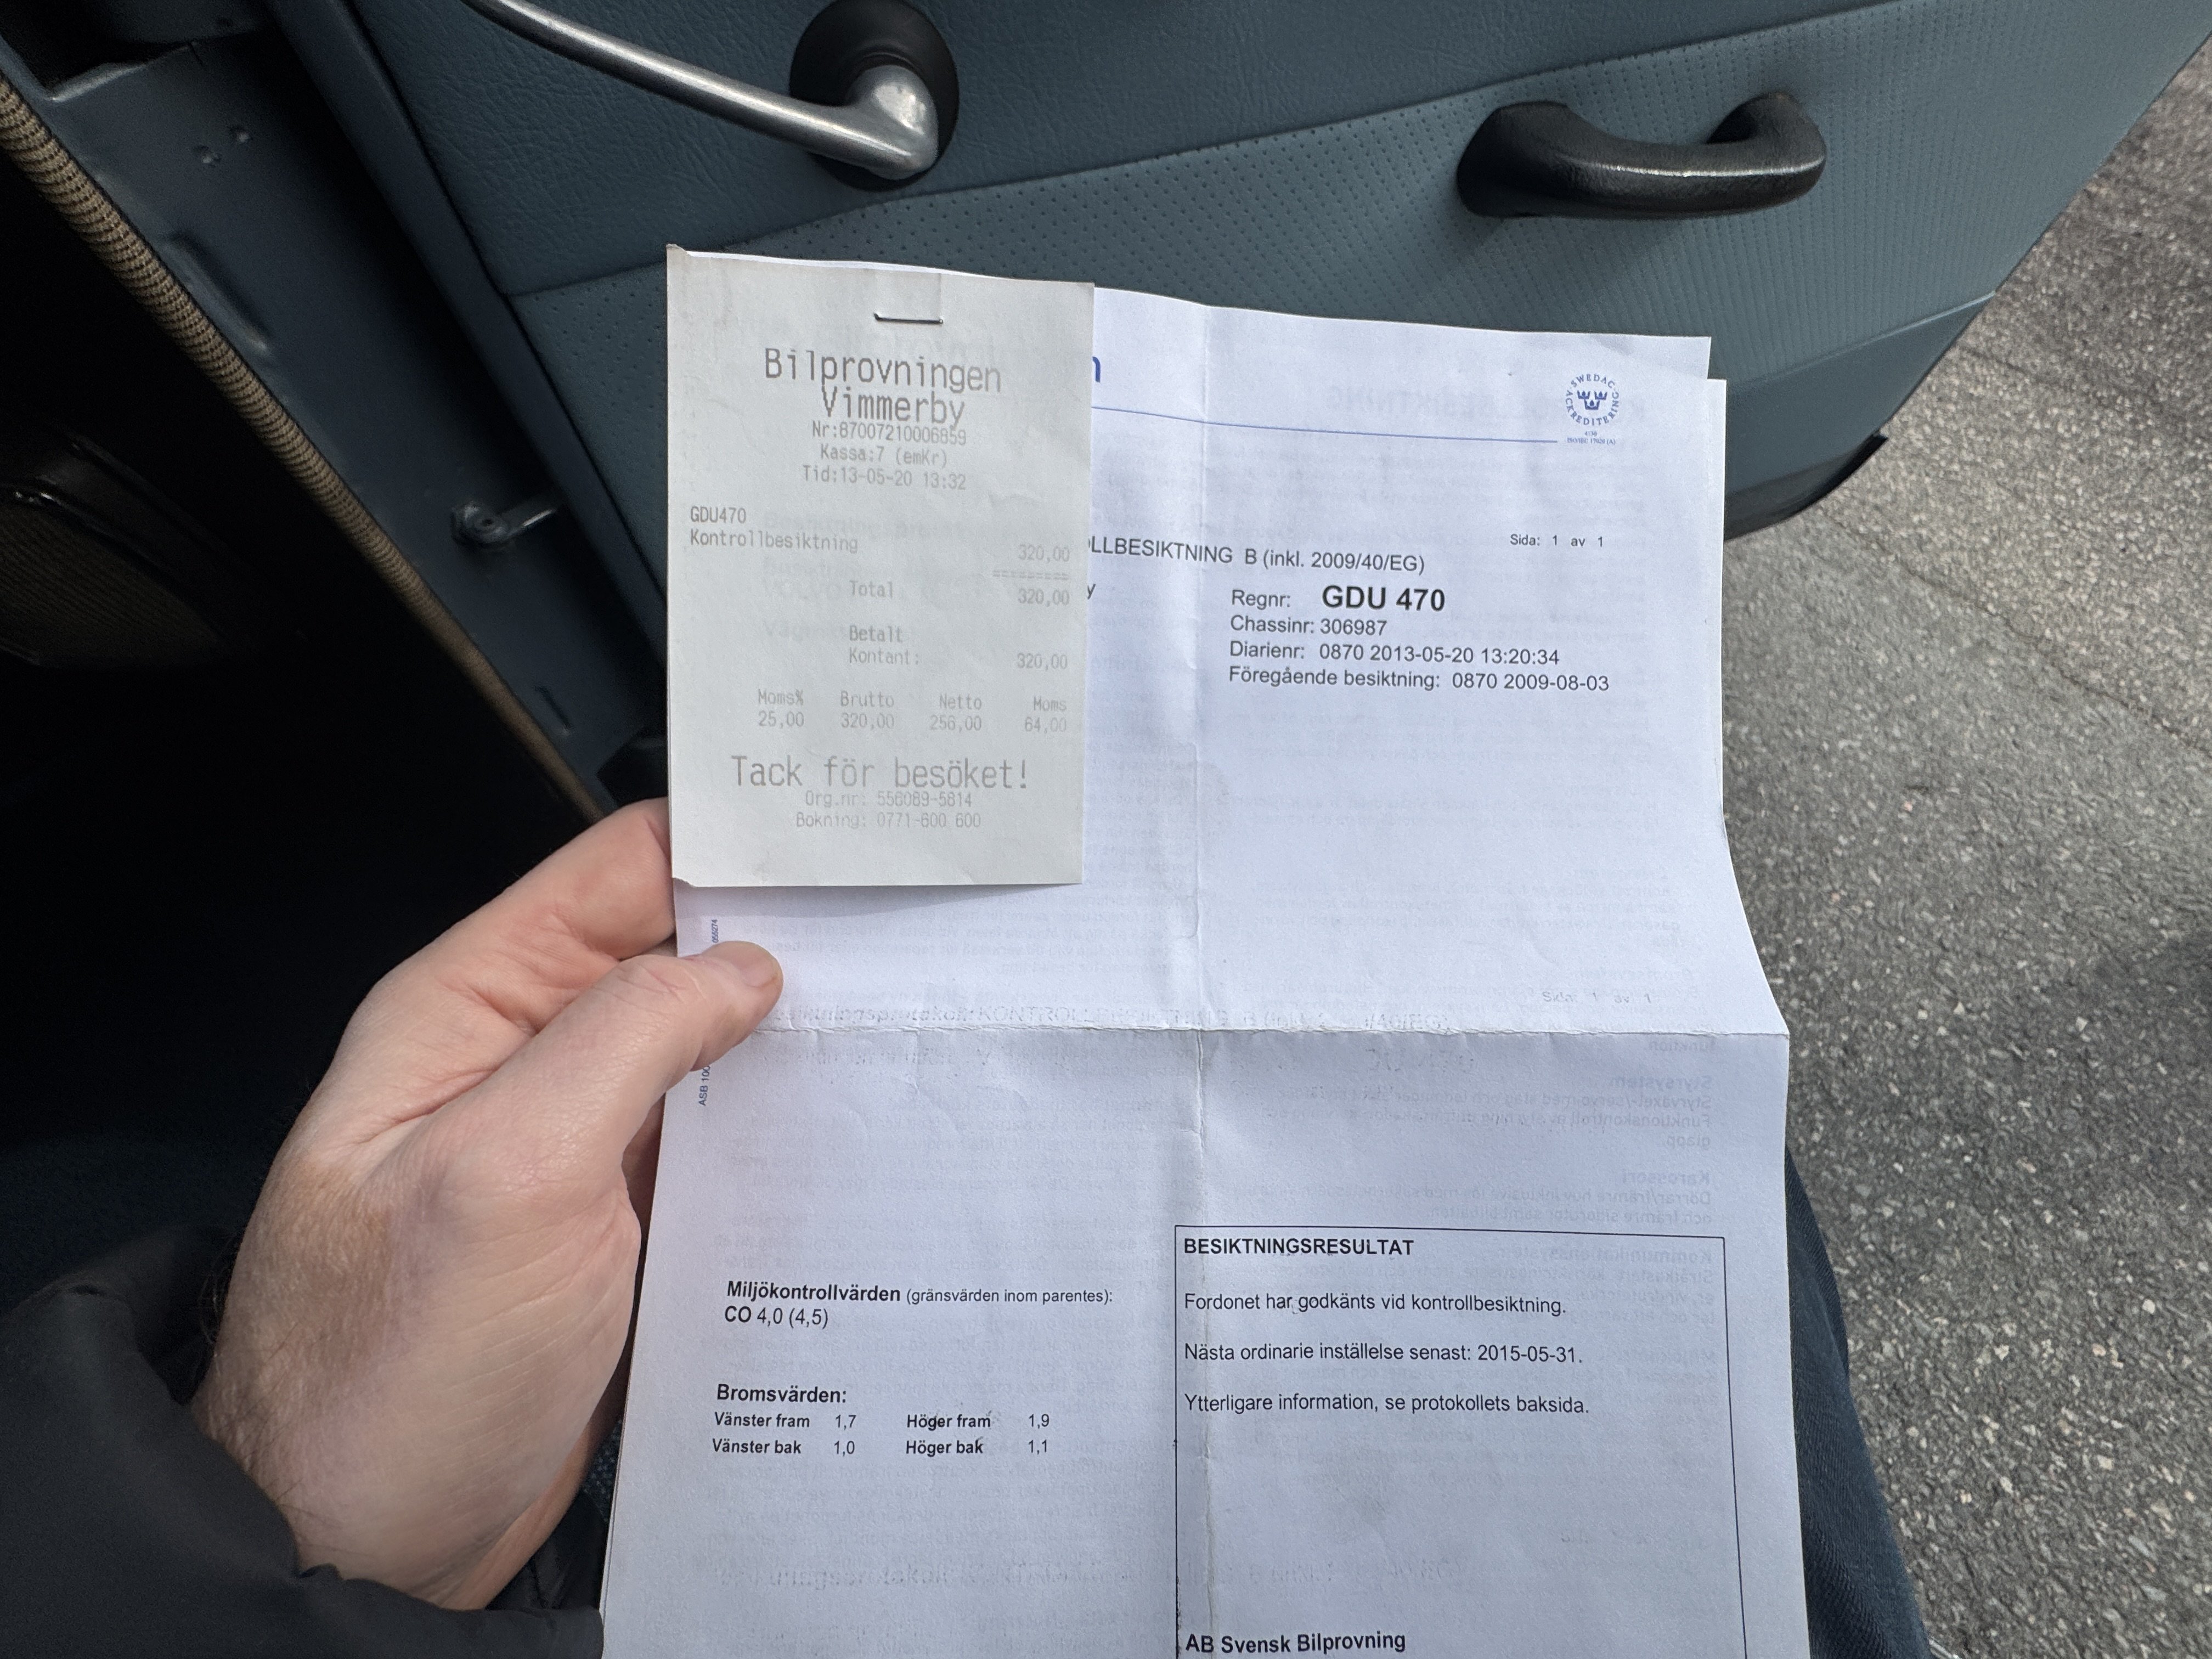 Bilprovningen
Vimmerby
Nr:87007210006859
Kassa:7 (emKr)
Tid:13-05-20 13:32
GDU470
Kontrollbesiktning 320,00
Total 320,00
Betalt
Kontant: 320,00
Moms% Brutto Netto Moms
25,00 320,00 256,00 64,00
Tack för besöket!
Org.nr: 556089-5814
Bokning: 0771-600 600
n
SWEDAC ACKREDITERING
Sida: 1 av 1
LLBESIKTNING B (inkl. 2009/40/EG)
y
Regnr: GDU 470
Chassinr: 306987
Diarienr: 0870 2013-05-20 13:20:34
Föregående besiktning: 0870 2009-08-03
ASB 100
Miljökontrollvärden (gränsvärden inom parentes):
CO 4,0 (4,5)
Bromsvärden:
Vänster fram 1,7 Höger fram 1,9
Vänster bak 1,0 Höger bak 1,1
BESIKTNINGSRESULTAT
Fordonet har godkänts vid kontrollbesiktning.
Nästa ordinarie inställelse senast: 2015-05-31.
Ytterligare information, se protokollets baksida.
AB Svensk Bilprovning